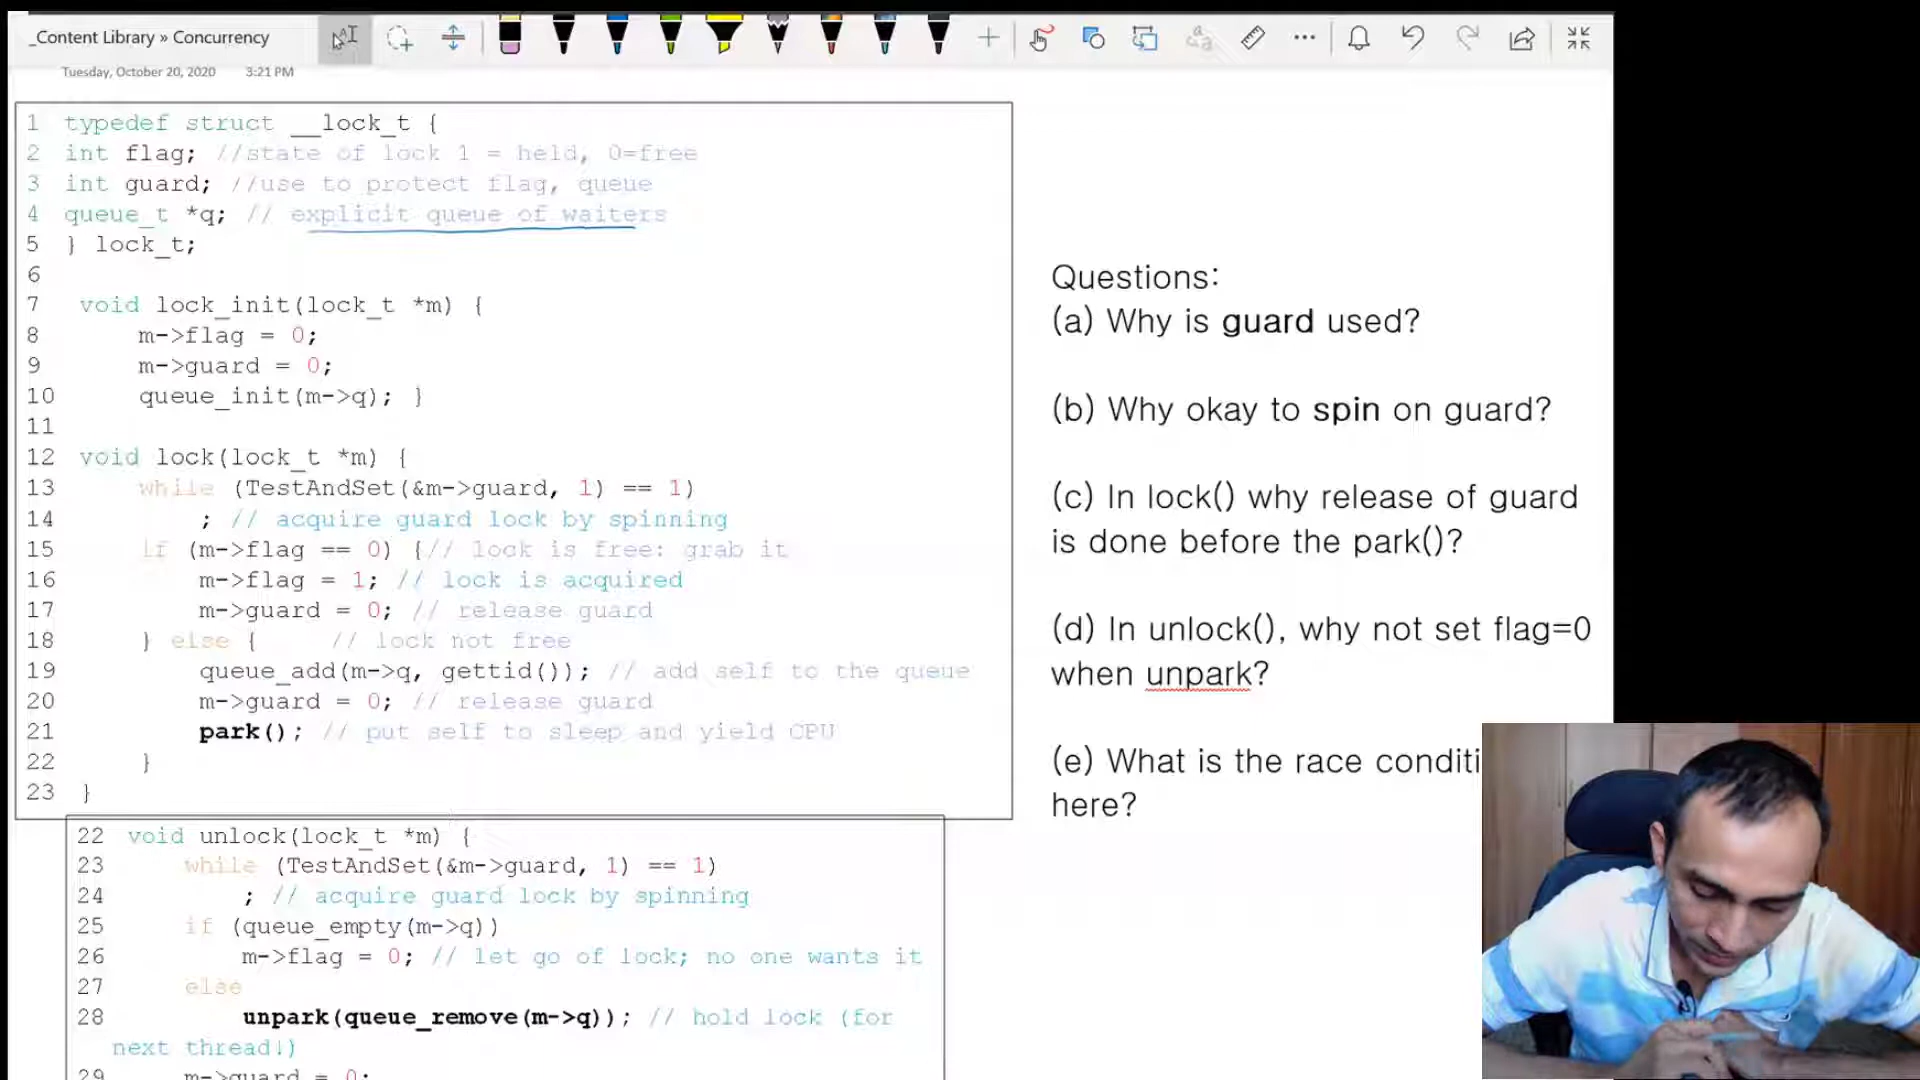 _Content Library » Concurrency
Tuesday, October 20, 2020 3:21 PM
1 typedef struct __lock_t {
2 int flag; //state of lock 1 = held, 0=free
3 int guard; //use to protect flag, queue
4 queue_t *q; // explicit queue of waiters
5 } lock_t;
6
7 void lock_init(lock_t *m) {
8 m->flag = 0;
9 m->guard = 0;
10 queue_init(m->q); }
11
12 void lock(lock_t *m) {
13 while (TestAndSet(&m->guard, 1) == 1)
14 ; // acquire guard lock by spinning
15 if (m->flag == 0) {// lock is free: grab it
16 m->flag = 1; // lock is acquired
17 m->guard = 0; // release guard
18 } else { // lock not free
19 queue_add(m->q, gettid()); // add self to the queue
20 m->guard = 0; // release guard
21 park(); // put self to sleep and yield CPU
22 }
23 }
22 void unlock(lock_t *m) {
23 while (TestAndSet(&m->guard, 1) == 1)
24 ; // acquire guard lock by spinning
25 if (queue_empty(m->q))
26 m->flag = 0; // let go of lock; no one wants it
27 else
28 unpark(queue_remove(m->q)); // hold lock (for
next thread!)
29 m->guard = 0;
Questions:
(a) Why is guard used?
(b) Why okay to spin on guard?
(c) In lock() why release of guard
is done before the park()?
(d) In unlock(), why not set flag=0
when unpark?
(e) What is the race conditi
here?